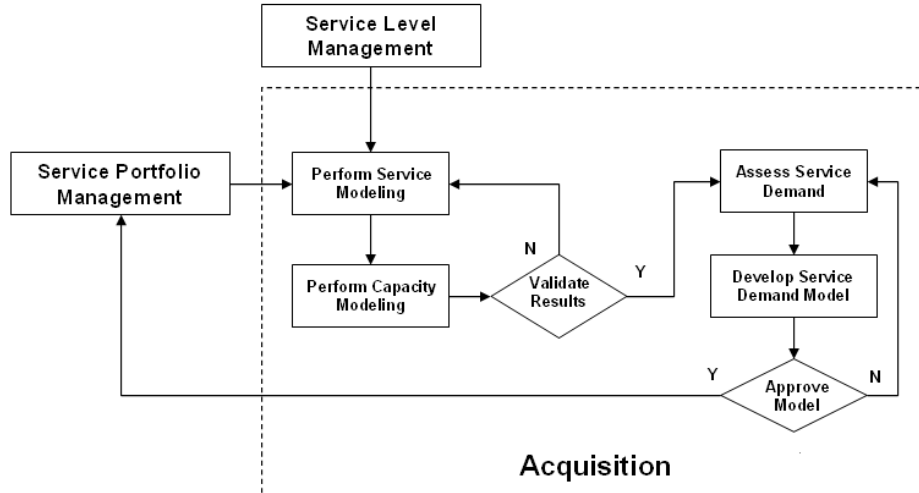 Service Level
Management
Service Portfolio
Management
Perform Service
Modeling
Assess Service
Demand
N
Y
Perform Capacity
Modeling
Validate
Results
Develop Service
Demand Model
Y
N
Approve
Model
Acquisition